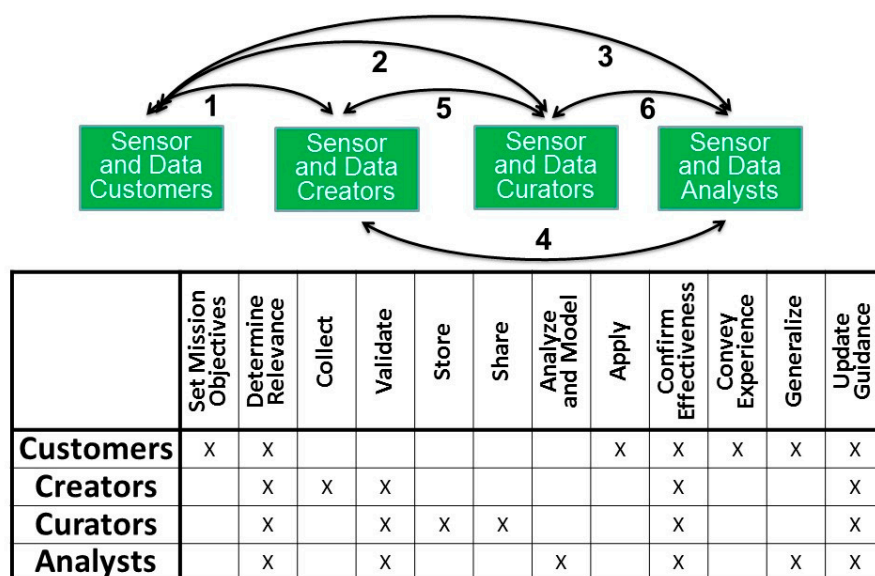 3
2
1
5
6
Sensor
and Data
Customers
Sensor
and Data
Creators
Sensor
and Data
Curators
Sensor
and Data
Analysts
4
Set Mission
Objectives
Determine
Relevance
Collect
Validate
Store
Share
Analyze
and Model
Apply
Confirm
Effectiveness
Convey
Experience
Generalize
Update
Guidance
Customers X X X X X X X
Creators X X X X X
Curators X X X X X X
Analysts X X X X X X